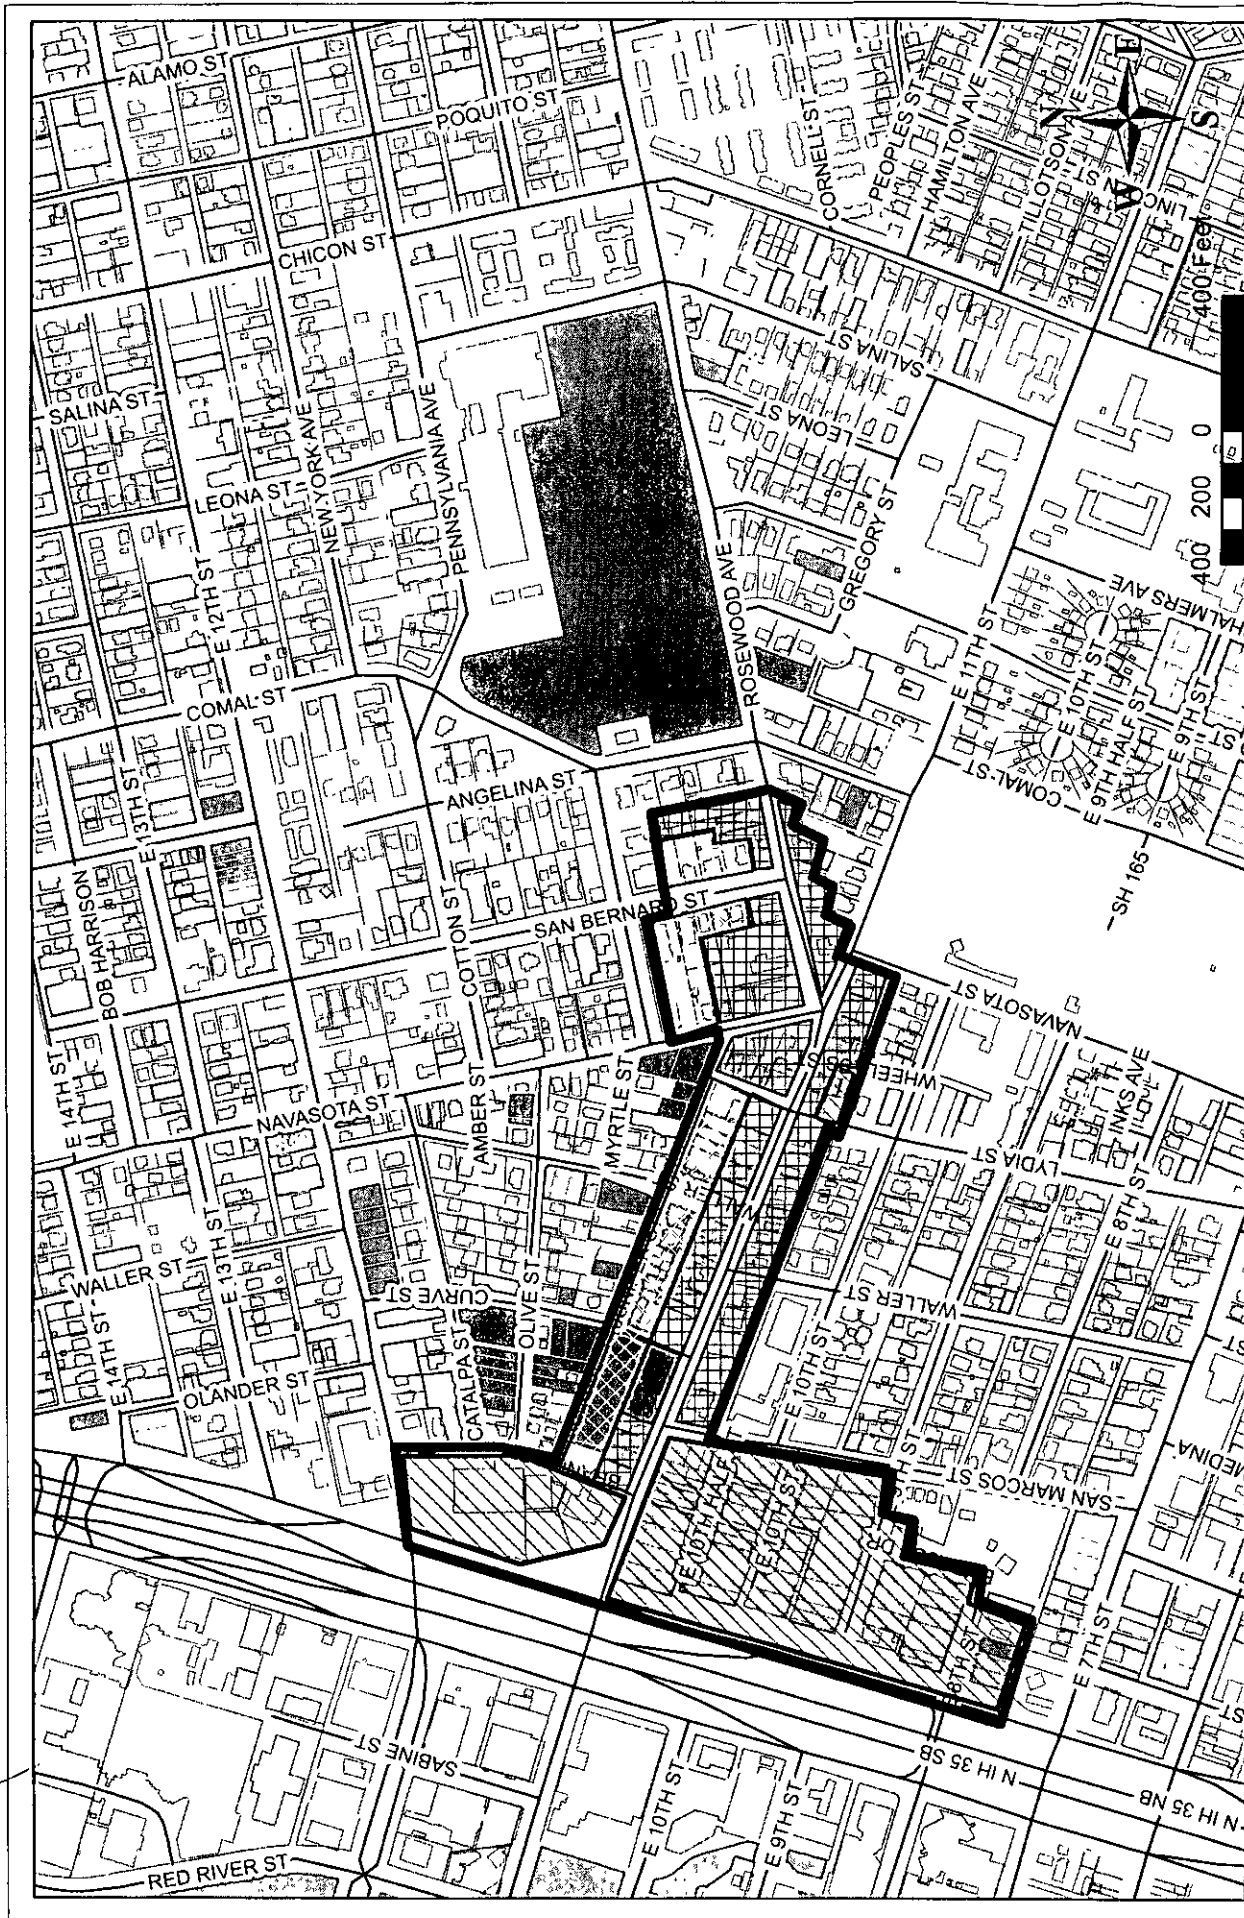 ALAMO ST
POQUITO ST
CHICON ST
CORNELL ST
PEOPLES ST
HAMILTON AVE
N
E
W
S
SALINA ST
LEONA ST
NEW YORK AVE
PENNSYLVANIA AVE
SALINA ST
LEONA ST
400 Feet
0
200
400
E 12TH ST
COMAL ST
ROSEWOOD AVE
GREGORY ST
E 11TH ST
E 10TH ST
E 9TH HALF ST
E 9TH ST
COMAL ST
SH 165
E 13TH ST
BOB HARRISON
ANGELINA ST
COTTON ST
SAN BERNARD ST
NAVASOTA ST
E 14TH ST
NAVASOTA ST
AMBER ST
MYRTLE ST
INKS AVE
LYDIA ST
E 8TH ST
WALLER ST
E 13TH ST
CURVE ST
OLIVE ST
CATALPA ST
WALLER ST
E 10TH ST
E 14TH ST
OLANDER ST
SAN MARCOS ST
MEDINA
E 10TH HALF
E 10TH ST
E 8TH ST
E 7TH ST
SABINE ST
N IH 35 SB
N IH 35 NB
E 10TH ST
E 9TH ST
RED RIVER ST